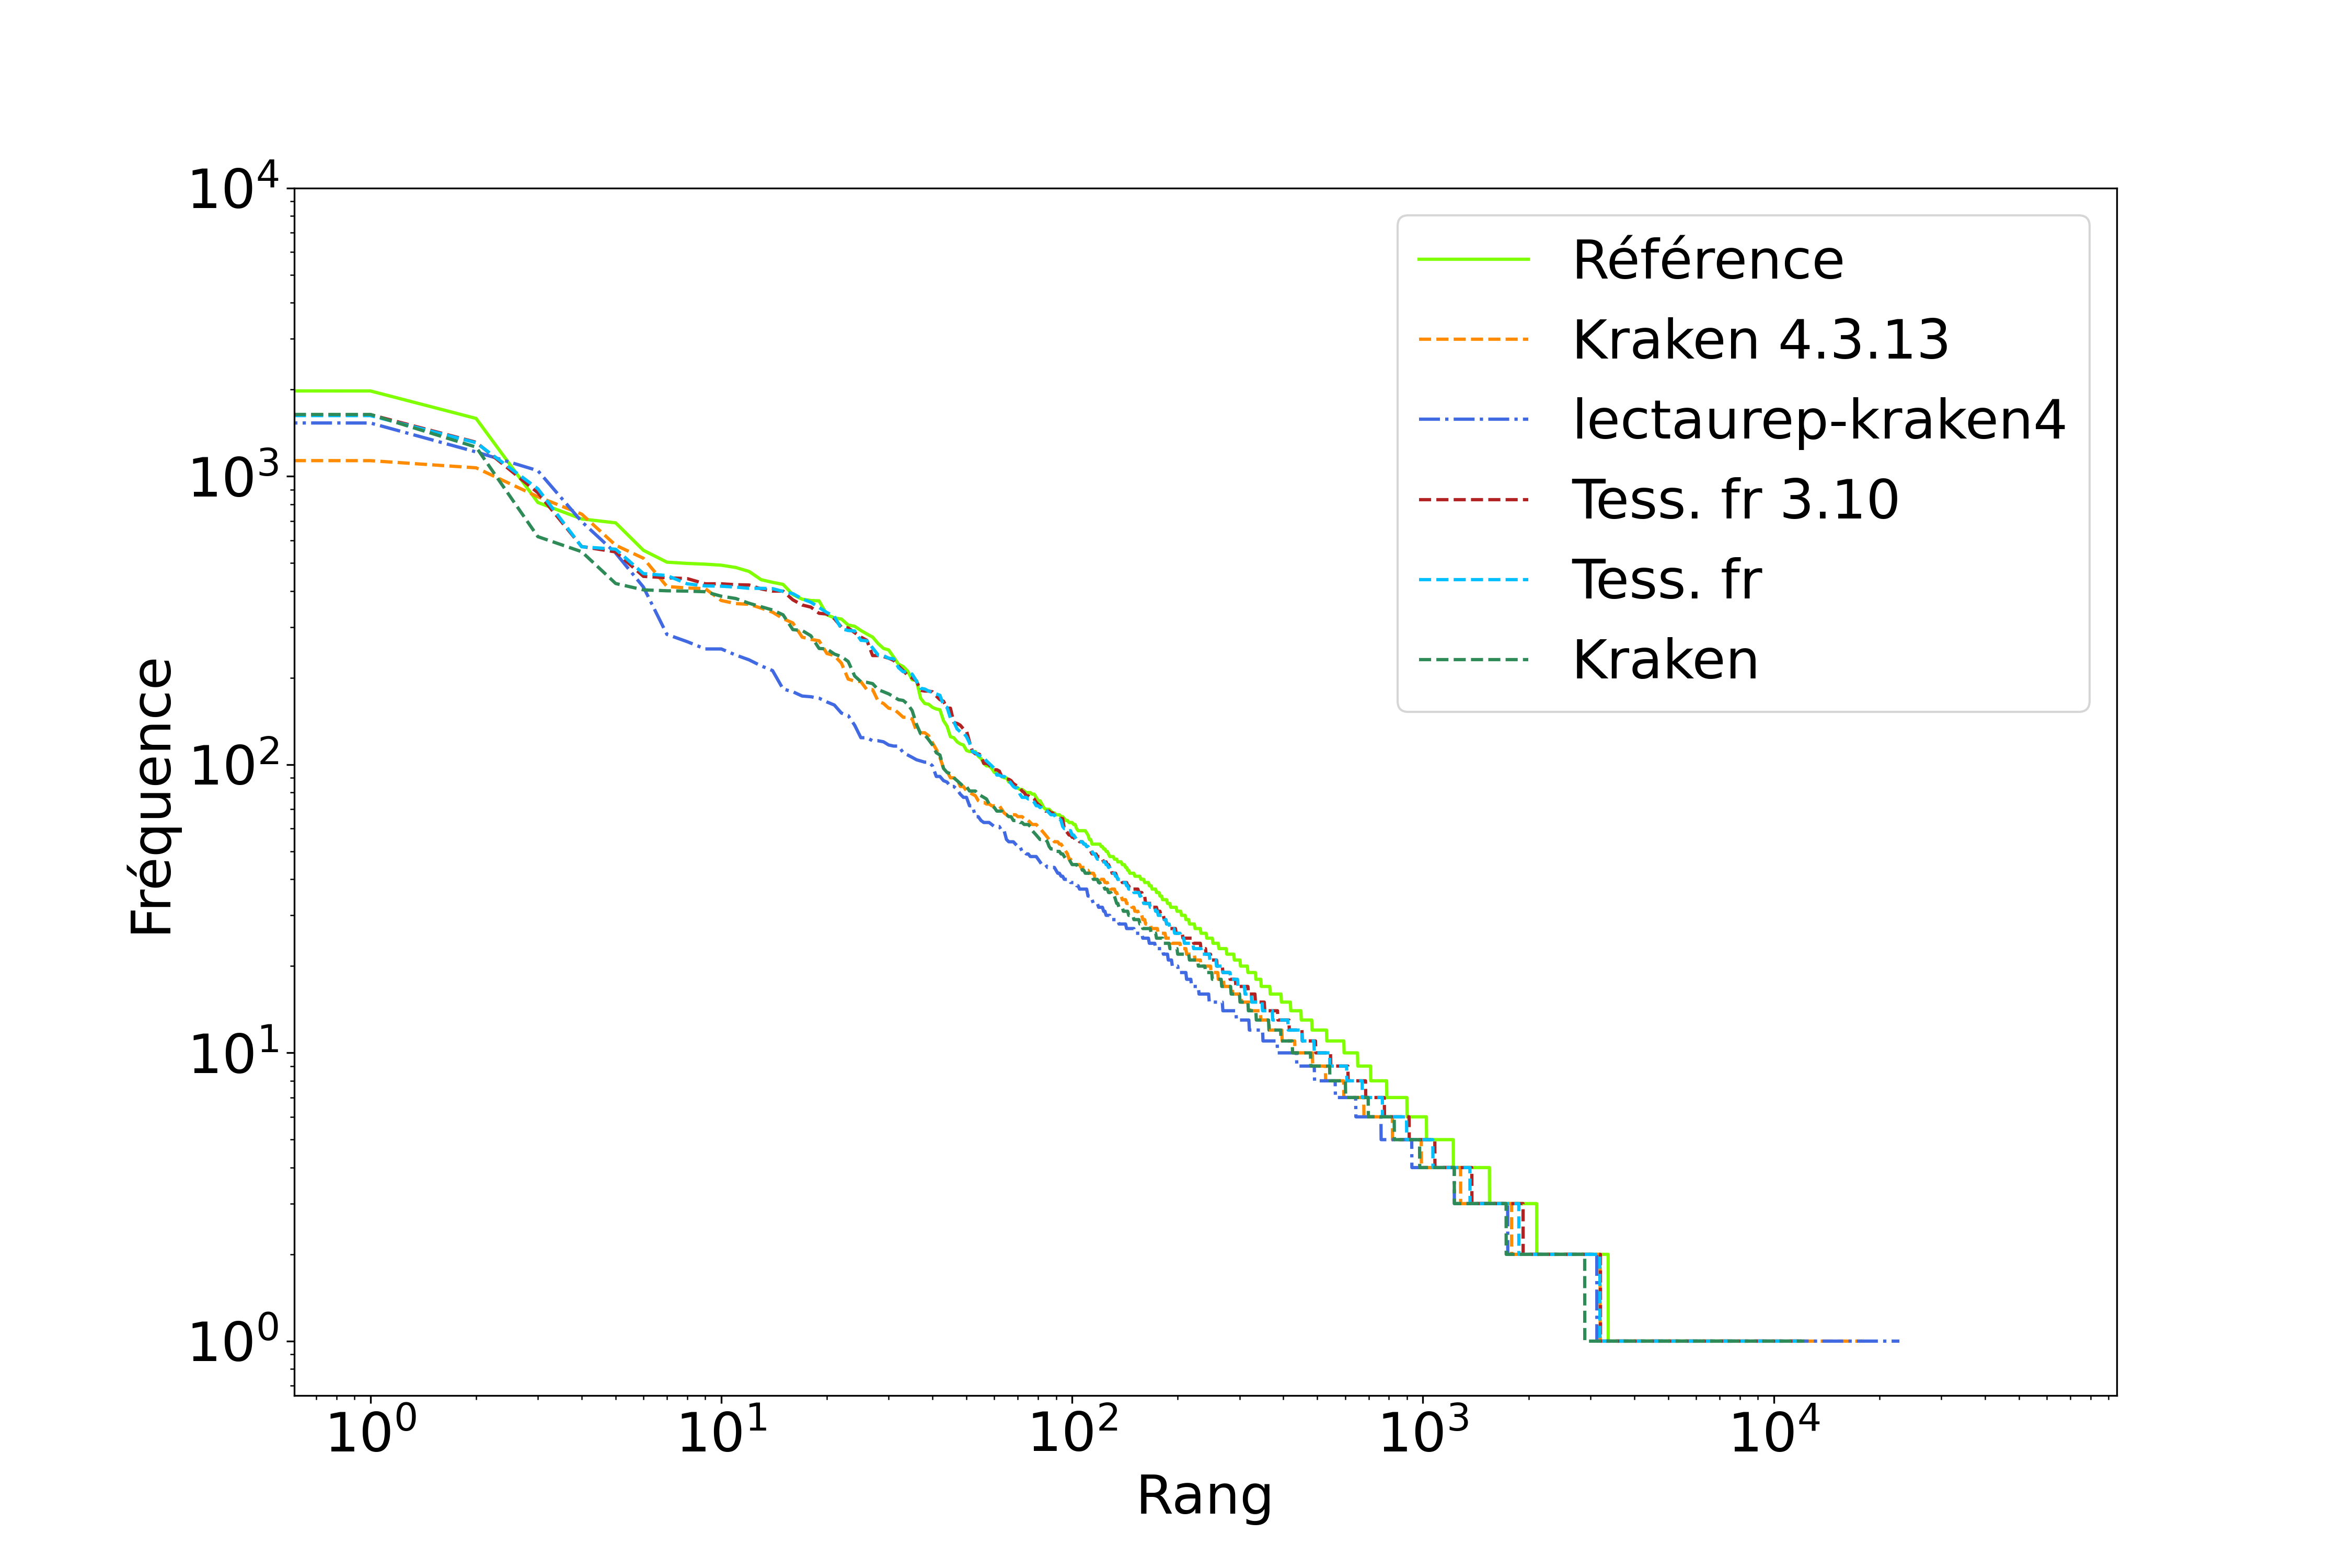 10^4
10^3
10^2
10^1
10^0
Fréquence
10^0 10^1 10^2 10^3 10^4
Rang
Référence
Kraken 4.3.13
lectaurep-kraken4
Tess. fr 3.10
Tess. fr
Kraken